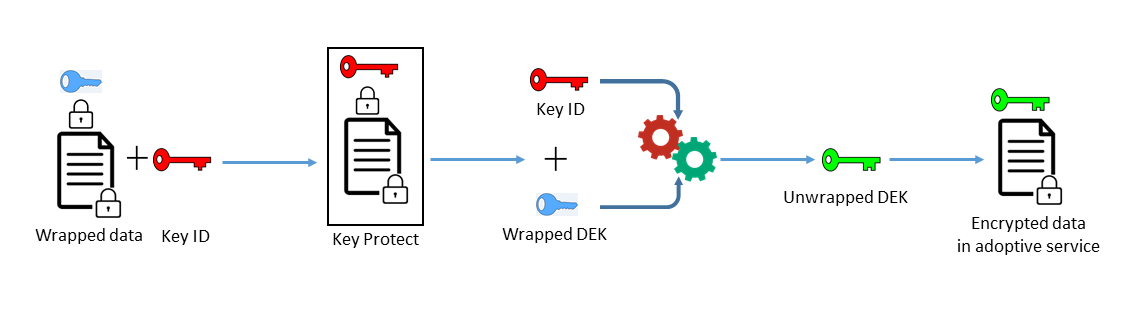 Wrapped data
Key ID
Key Protect
Key ID
Wrapped DEK
Unwrapped DEK
Encrypted data
in adoptive service